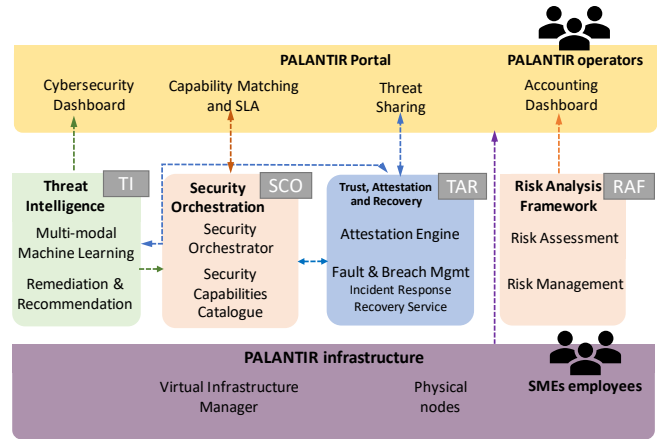 PALANTIR Portal
PALANTIR operators
Cybersecurity
Dashboard
Capability Matching
and SLA
Threat
Sharing
Accounting
Dashboard
TI
Threat
Intelligence
Multi-modal
Machine Learning
Remediation &
Recommendation
SCO
Security
Orchestration
Security
Orchestrator
Security
Capabilities
Catalogue
TAR
Trust, Attestation
and Recovery
Attestation Engine
Fault & Breach Mgmt
Incident Response
Recovery Service
RAF
Risk Analysis
Framework
Risk Assessment
Risk Management
PALANTIR infrastructure
Virtual Infrastructure
Manager
Physical
nodes
SMEs employees